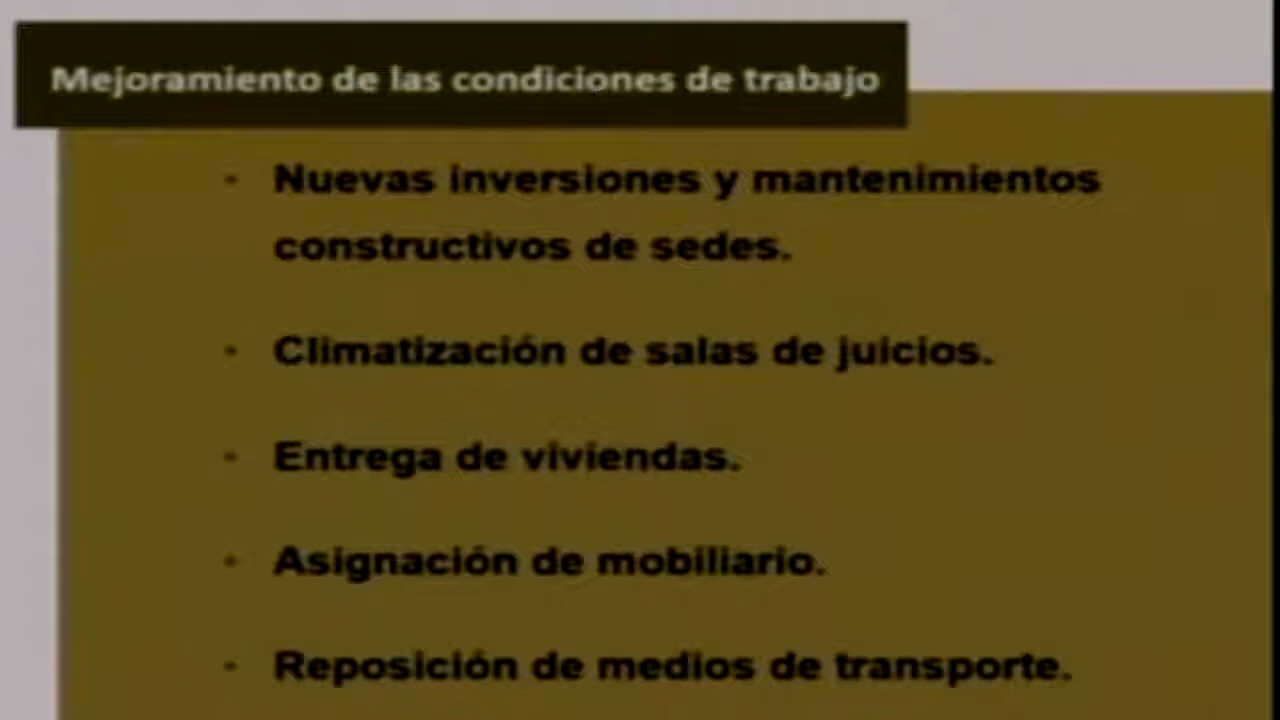 Mejoramiento de las condiciones de trabajo
- Nuevas inversiones y mantenimientos
constructivos de sedes.
- Climatización de salas de juicios.
- Entrega de viviendas.
- Asignación de mobiliario.
- Reposición de medios de transporte.